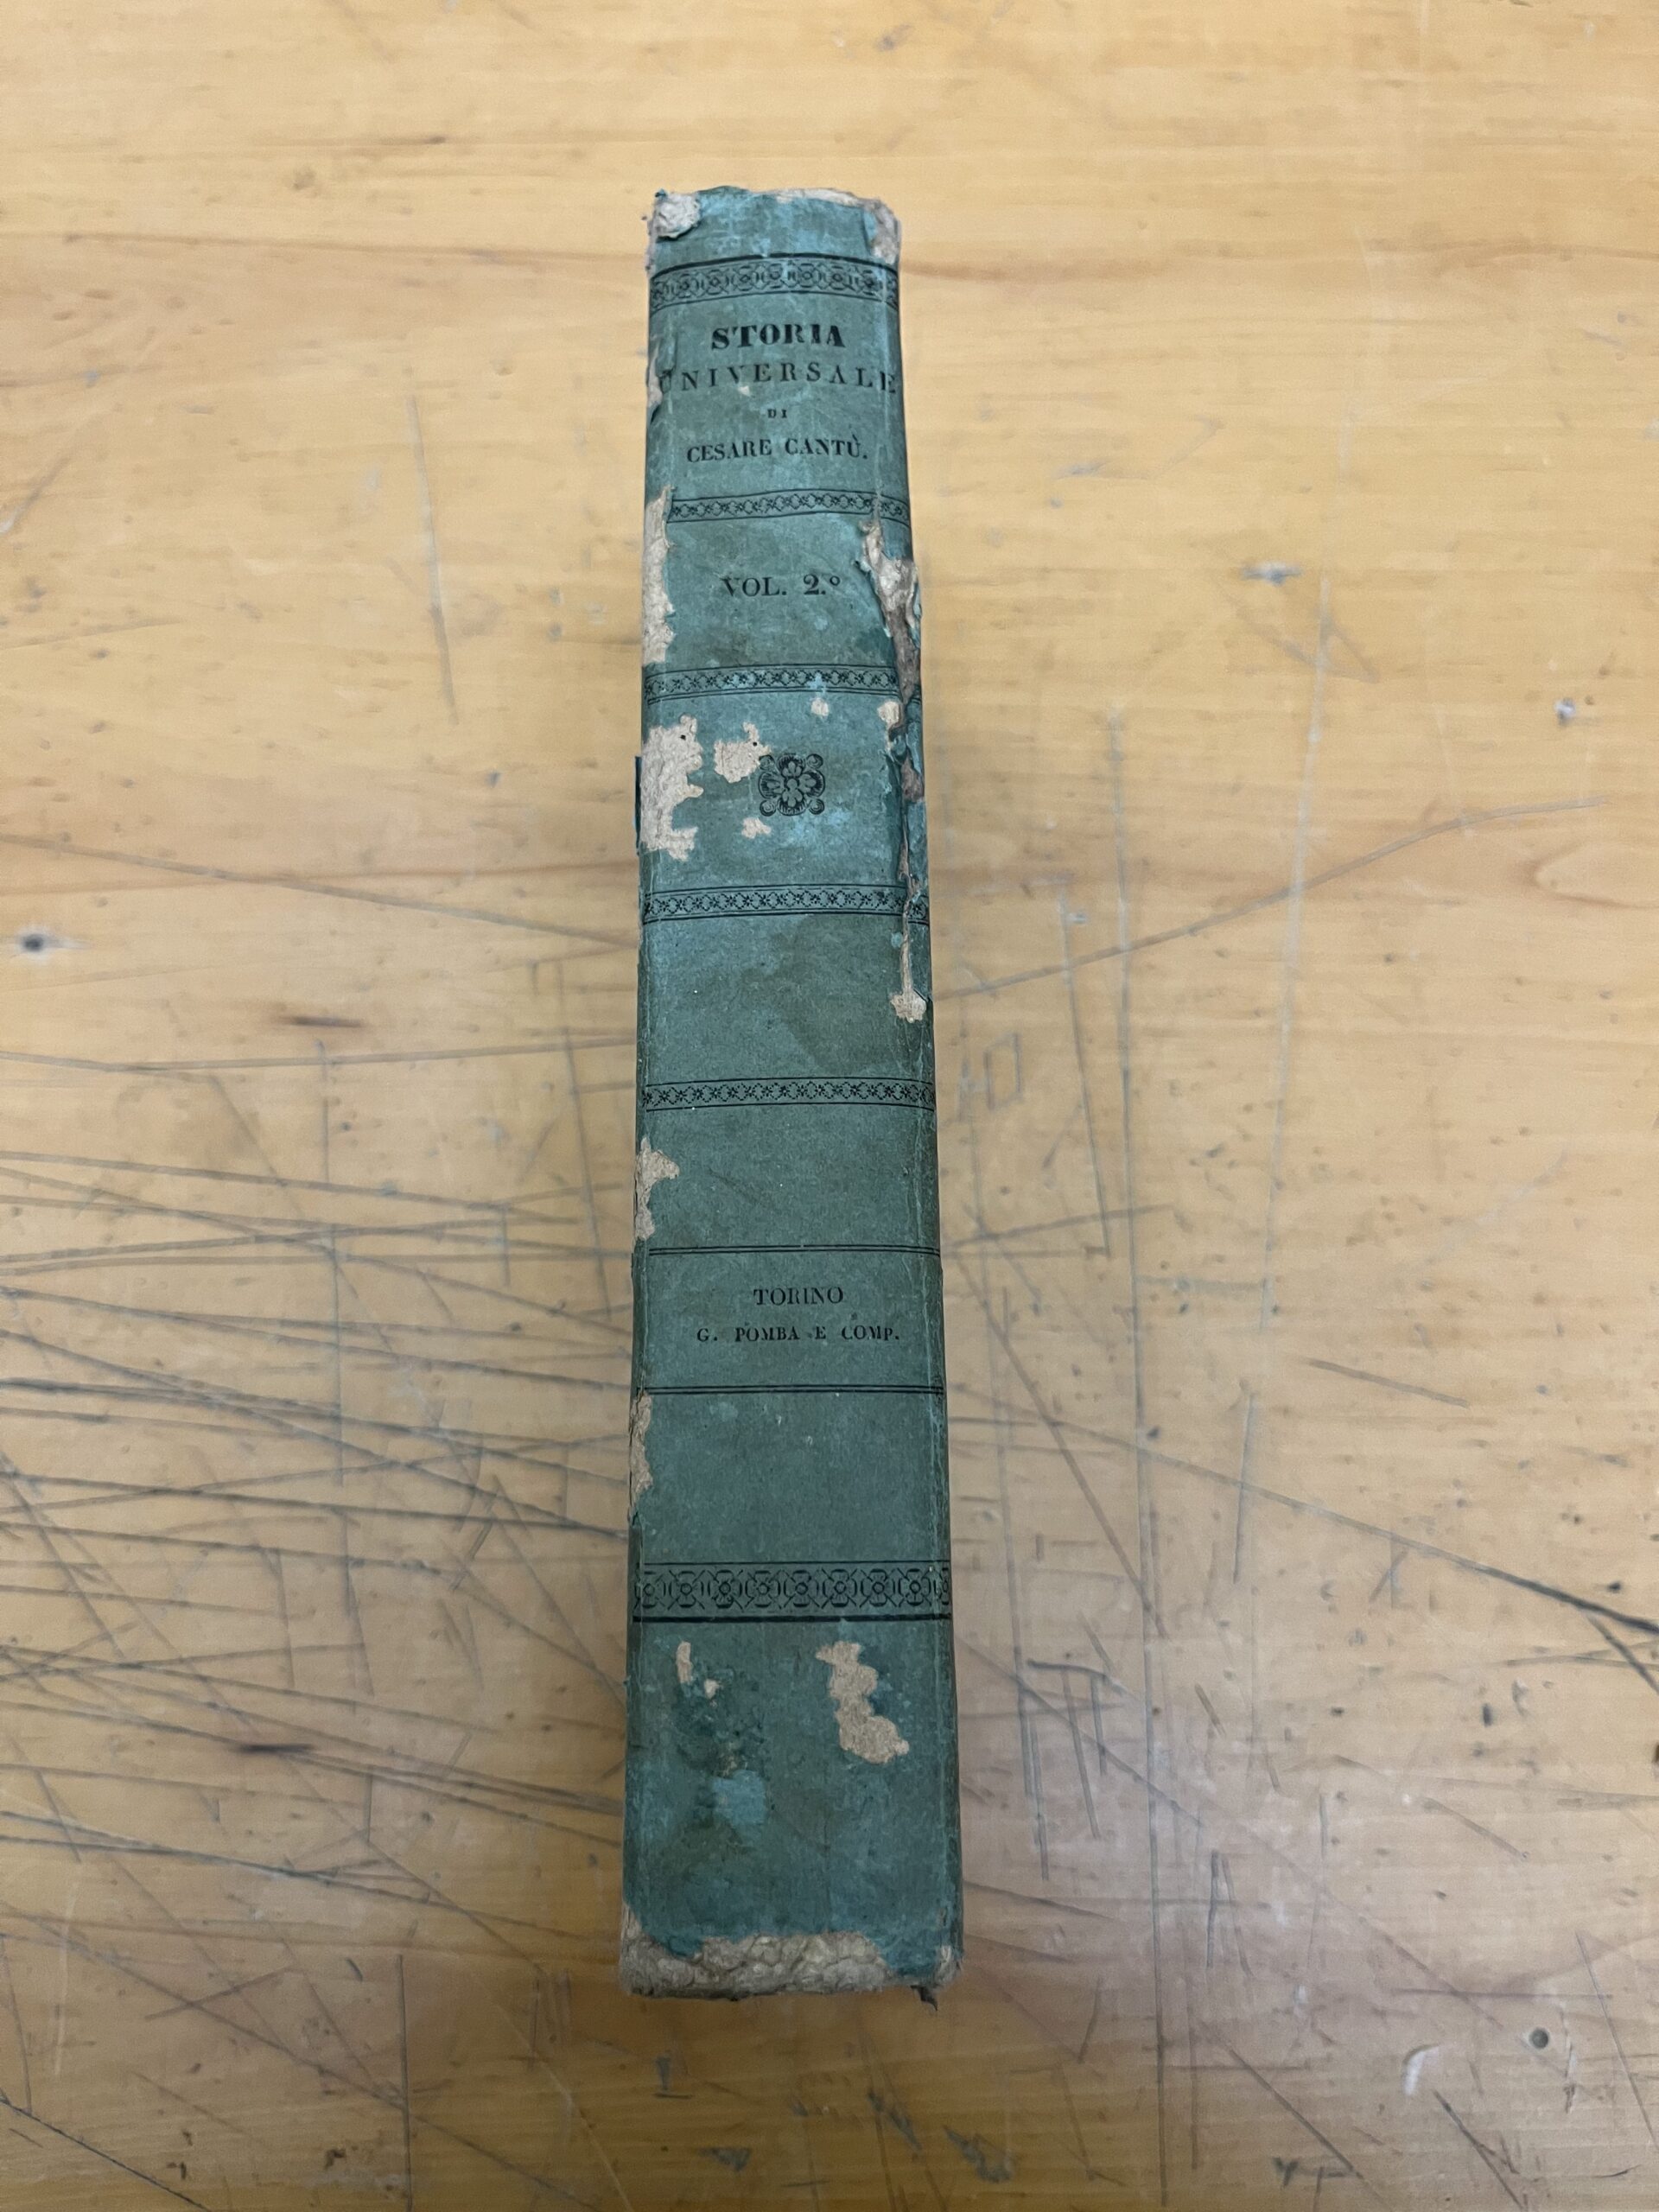 STORIA
UNIVERSALE
DI
CESARE CANTÙ.
VOL. 2.°
TORINO
G. POMBA E COMP.